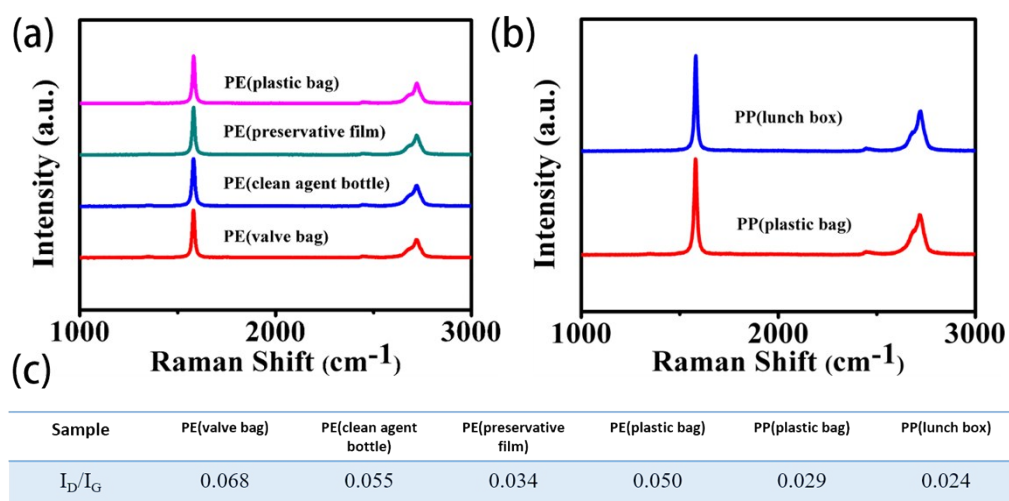 (a)
PE(plastic bag)
PE(preservative film)
PE(clean agent bottle)
PE(valve bag)
Intensity (a.u.)
1000 2000 3000
Raman Shift (cm-1)
(b)
PP(lunch box)
PP(plastic bag)
Intensity (a.u.)
1000 2000 3000
Raman Shift (cm-1)
(c)
Sample PE(valve bag) PE(clean agent bottle) PE(preservative film) PE(plastic bag) PP(plastic bag) PP(lunch box)
ID/IG 0.068 0.055 0.034 0.050 0.029 0.024